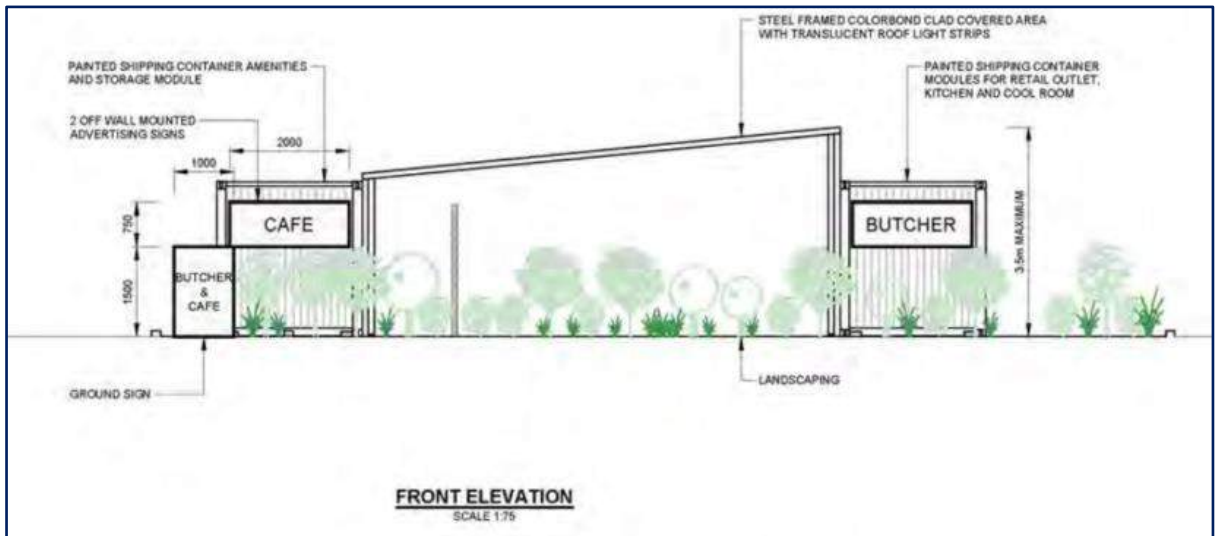 STEEL FRAMED COLORBOND CLAD COVERED AREA
WITH TRANSLUCENT ROOF LIGHT STRIPS
PAINTED SHIPPING CONTAINER AMENITIES
AND STORAGE MODULE
PAINTED SHIPPING CONTAINER
MODULES FOR RETAIL OUTLET,
KITCHEN AND COOL ROOM
2 OFF WALL MOUNTED
ADVERTISING SIGNS
2000
1000
750
CAFE
BUTCHER
3.5m MAXIMUM
1500
BUTCHER
&
CAFE
GROUND SIGN
LANDSCAPING
FRONT ELEVATION
SCALE 1:75